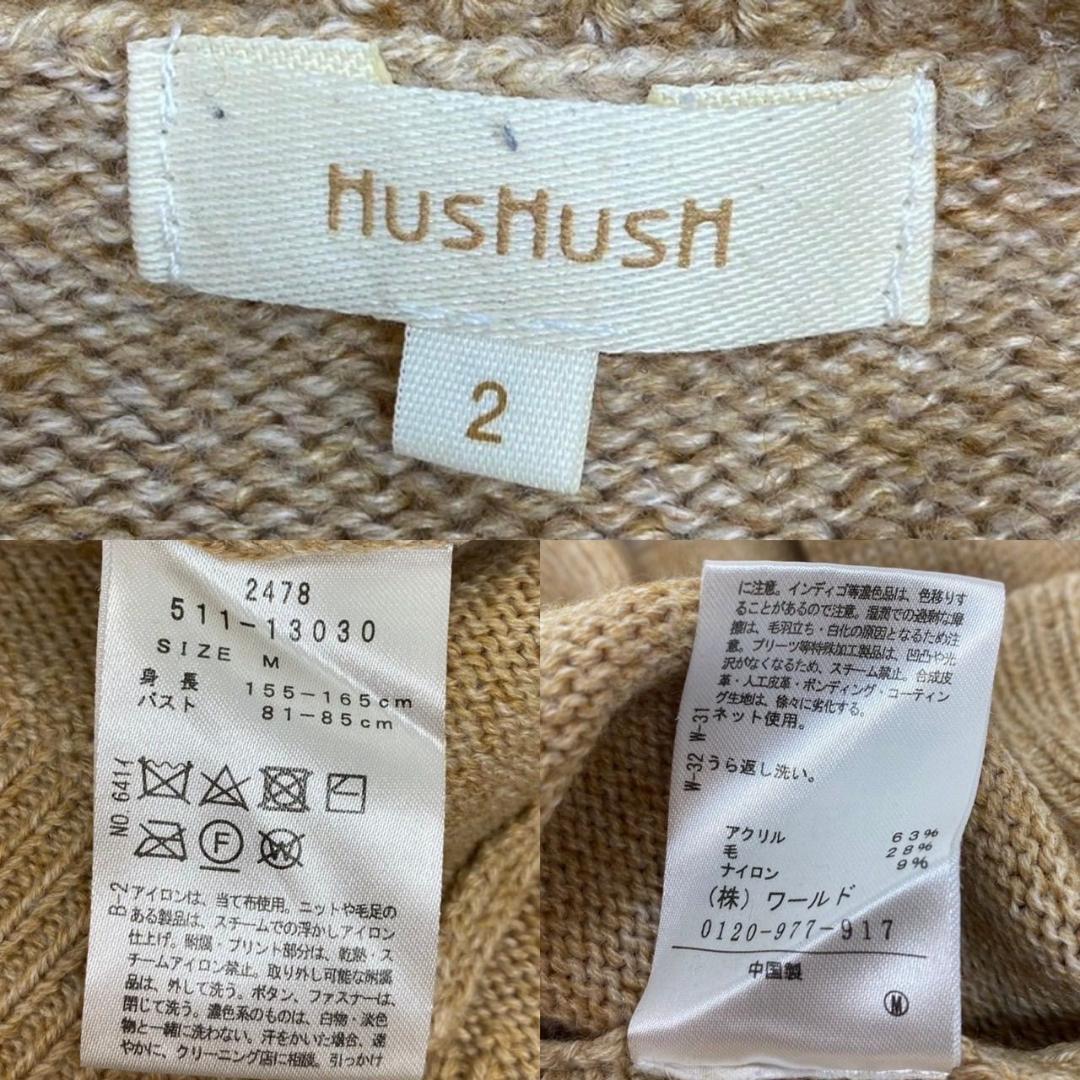 HUSHUSH
2
2478
511-13030
SIZE M
身長 155-165cm
バスト 81-85cm
NO 641イ
F
W
B-2
アイロンは、当て布使用。ニットや毛足の
ある製品は、スチームでの浮かしアイロン
仕上げ。附属・プリント部分は、乾熱・ス
チームアイロン禁止。取り外し可能な附属
品は、外して洗う。ボタン、ファスナーは、
閉じて洗う。濃色系のものは、白物・淡色
物と一緒に洗わない。汗をかいた場合、速
やかに、クリーニング店に相談。引っかけ
に注意。インディゴ等濃色品は、色移りす
ることがあるので注意。湿潤での過剰な摩
擦は、毛羽立ち・白化の原因となるため注
意。プリーツ等特殊加工製品は、凹凸や光
沢がなくなるため、スチーム禁止。合成皮
革・人工皮革・ボンディング・コーティン
グ生地は、徐々に劣化する。
W-31 ネット使用。
W-32 うら返し洗い。
アクリル 63%
毛 28%
ナイロン 9%
(株)ワールド
0120-977-917
中国製
M